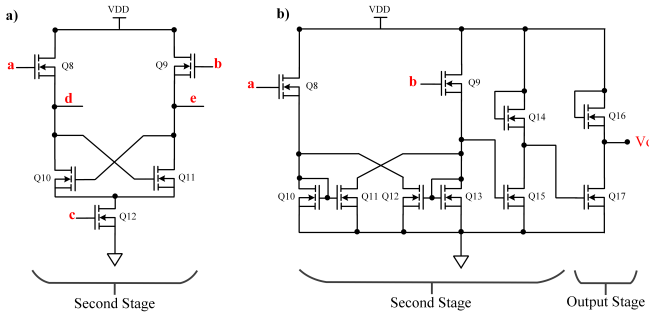 a)
VDD
a
Q8
Q9
b
d
e
Q10
Q11
c
Q12
Second Stage
b)
VDD
a
Q8
b
Q9
Q14
Q16
Q10
Q11
Q12
Q13
Q15
Q17
Second Stage
Output Stage